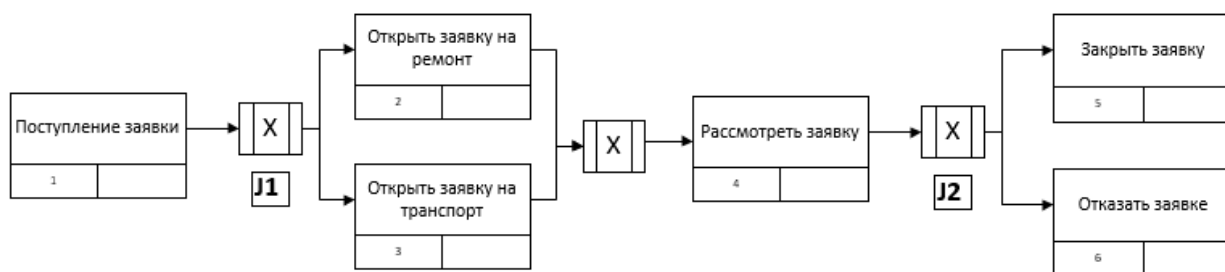 Поступление заявки
1
X
J1
Открыть заявку на
ремонт
2
Открыть заявку на
транспорт
3
X
Рассмотреть заявку
4
X
J2
Закрыть заявку
5
Отказать заявке
6